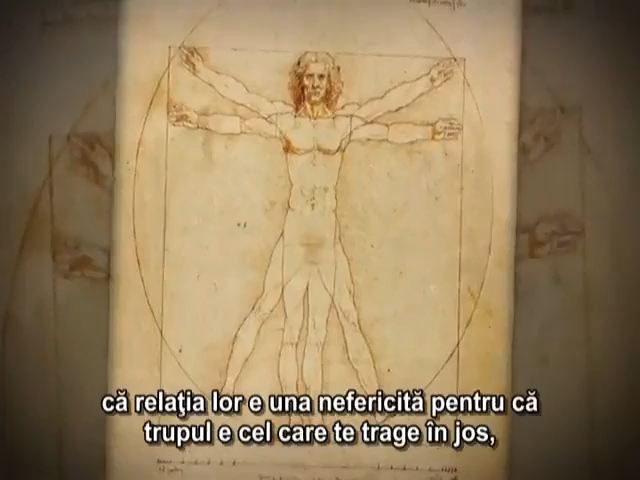 că relaţia lor e una nefericită pentru că
trupul e cel care te trage în jos,